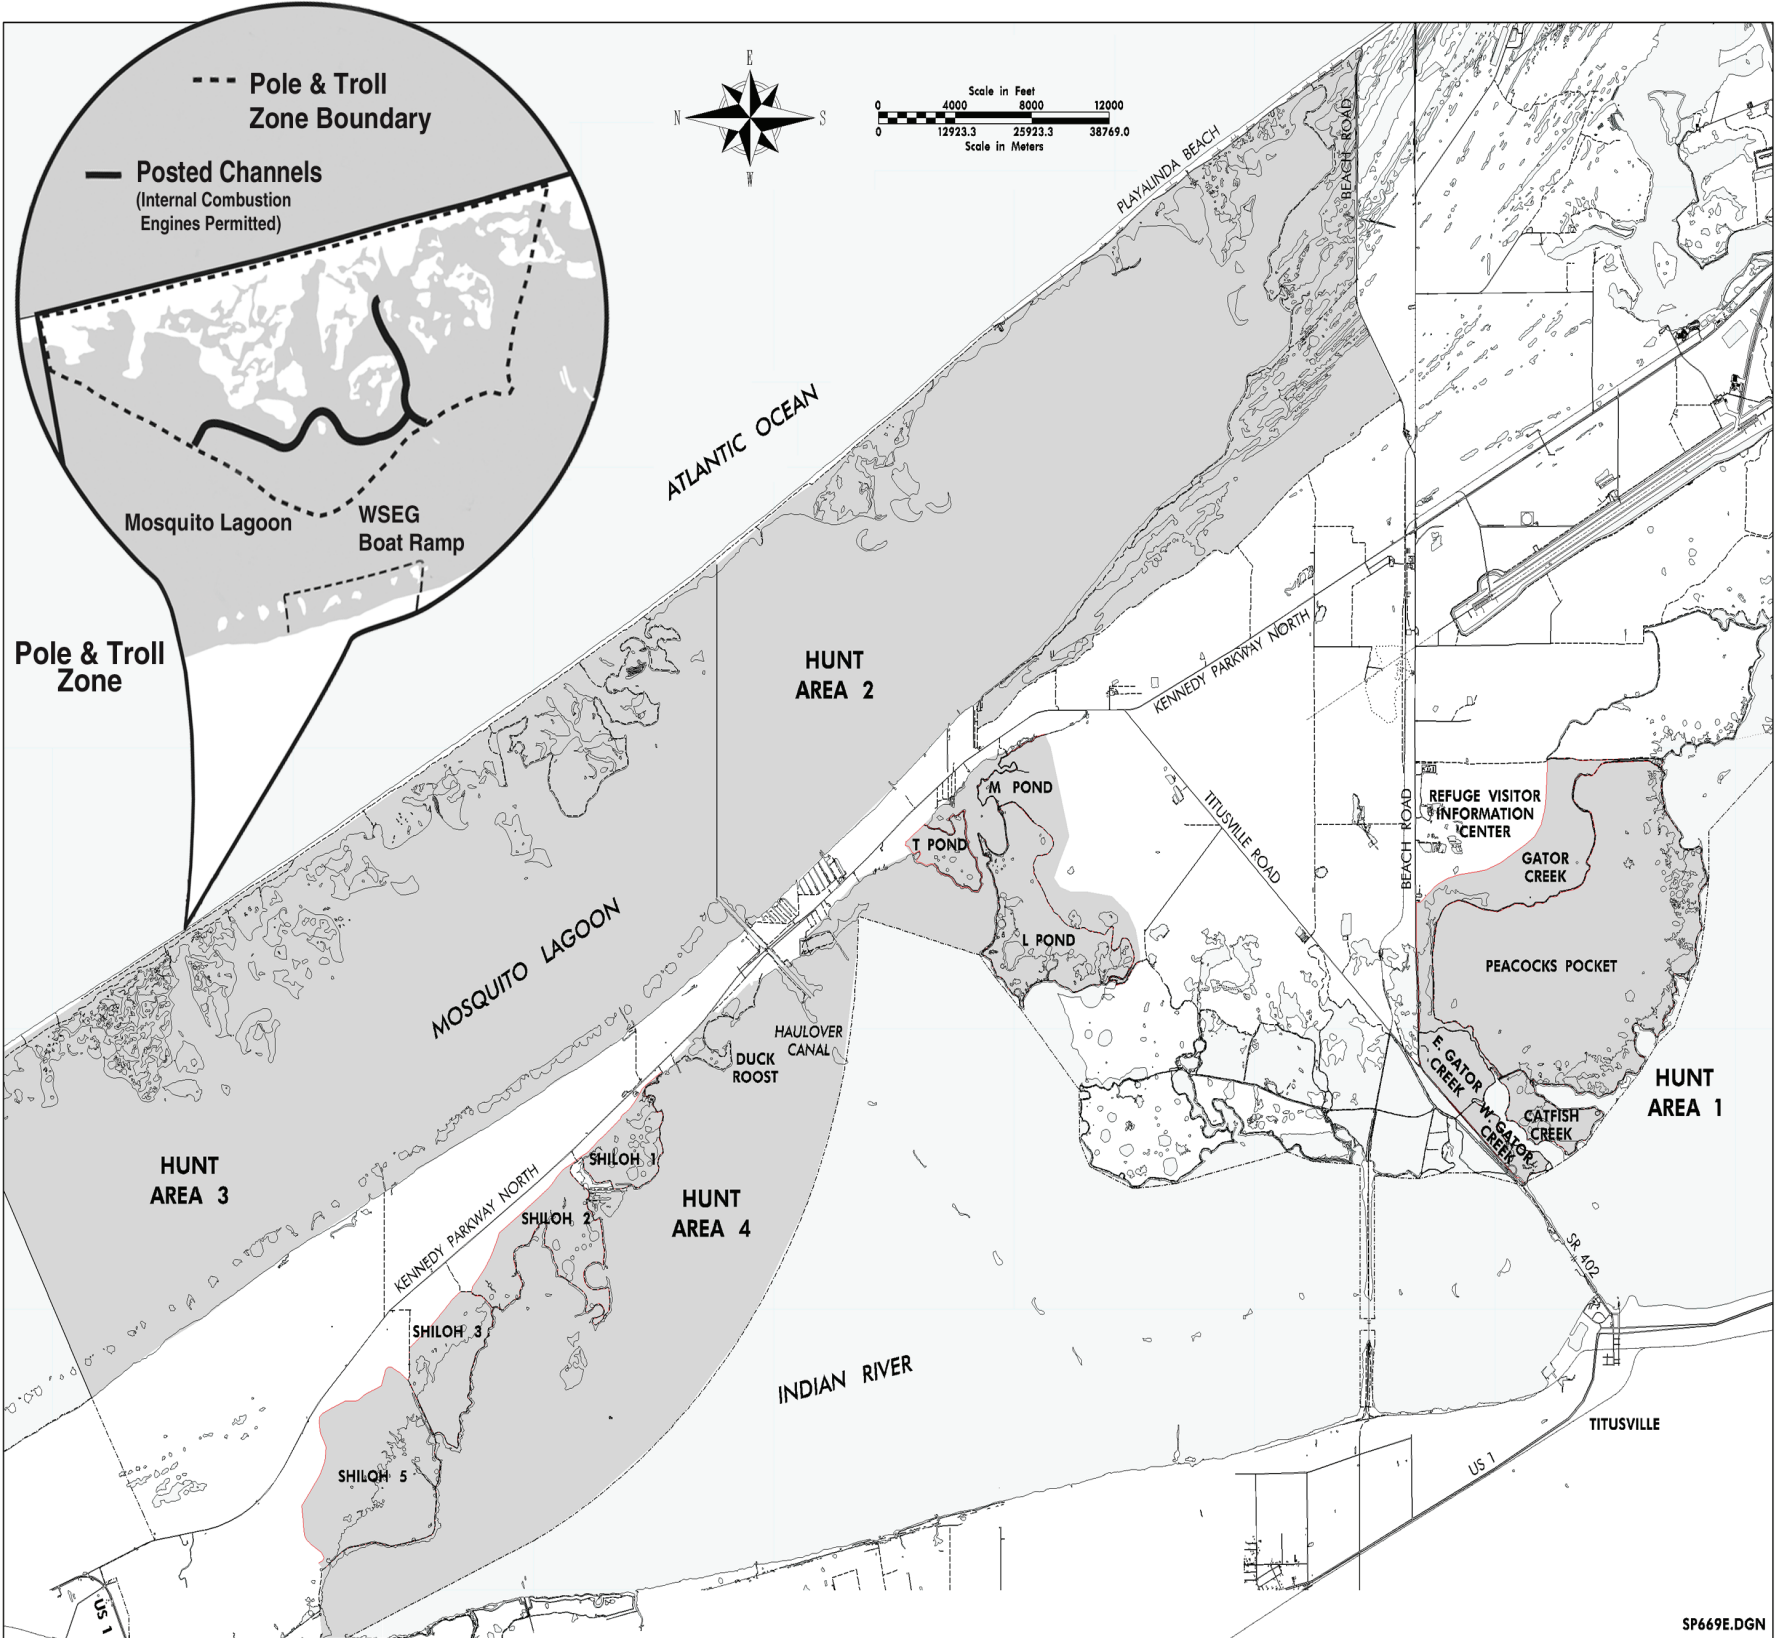 Pole & Troll
Zone Boundary
Posted Channels
(Internal Combustion
Engines Permitted)
Mosquito Lagoon
WSEG
Boat Ramp
Pole & Troll
Zone
E
N
S
W
Scale in Feet
0 4000 8000 12000
0 12923.3 25923.3 38769.0
Scale in Meters
PLAYALINDA BEACH
BEACH ROAD
ATLANTIC OCEAN
HUNT
AREA 2
KENNEDY PARKWAY NORTH
M POND
T POND
L POND
TITUSVILLE ROAD
BEACH ROAD
REFUGE VISITOR
INFORMATION
CENTER
GATOR
CREEK
PEACOCKS POCKET
MOSQUITO LAGOON
HAULOVER
CANAL
DUCK
ROOST
E. GATOR
CREEK
W. GATOR
CREEK
CATFISH
CREEK
HUNT
AREA 1
HUNT
AREA 3
SHILOH 1
HUNT
AREA 4
SHILOH 2
KENNEDY PARKWAY NORTH
SHILOH 3
SR 402
INDIAN RIVER
TITUSVILLE
SHILOH 5
US 1
US 1
SP669E.DGN